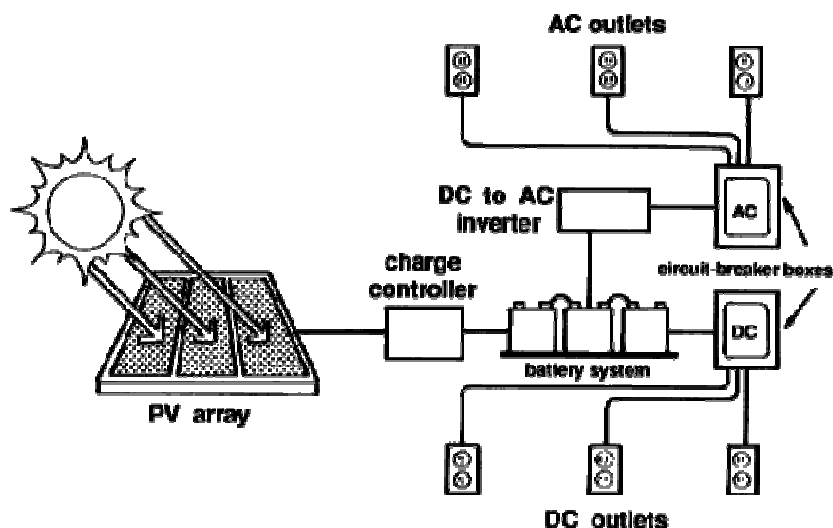 AC outlets
DC to AC
inverter
AC
charge
controller
circuit-breaker boxes
DC
battery system
PV array
DC outlets